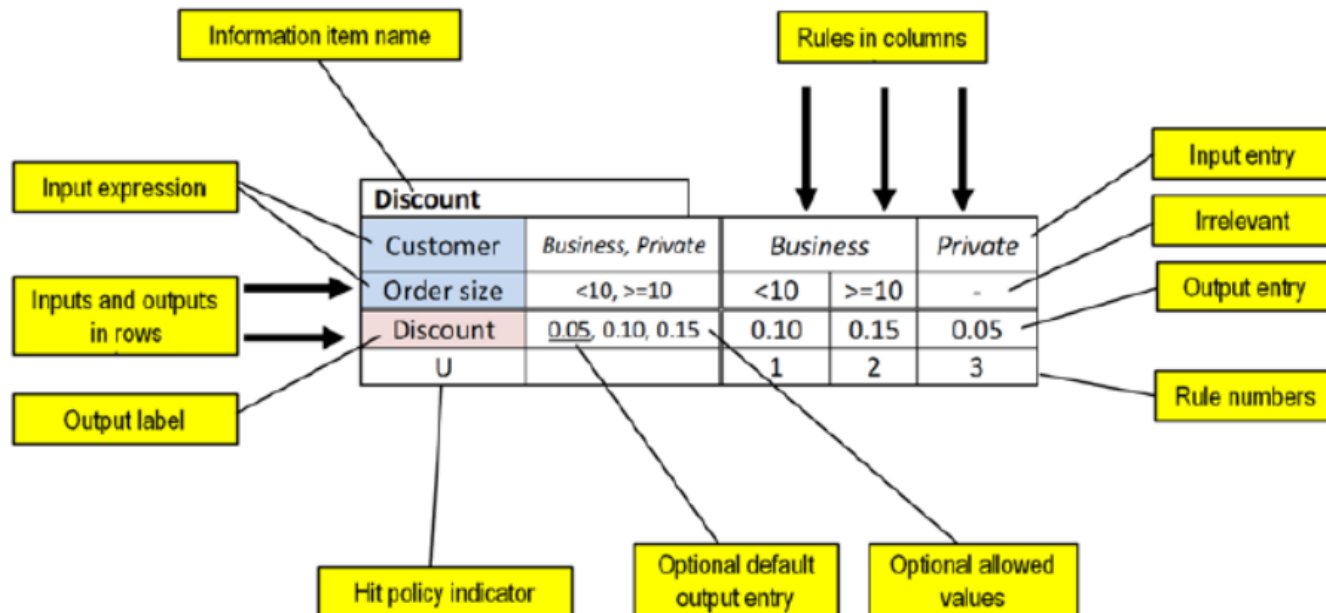 Information item name
Rules in columns
Input entry
Input expression
Irrelevant
Discount
Customer Business, Private Business Private
Order size <10, >=10 <10 >=10 -
Output entry
Inputs and outputs
in rows
Discount 0.05, 0.10, 0.15 0.10 0.15 0.05
U 1 2 3
Output label
Rule numbers
Hit policy indicator
Optional default
output entry
Optional allowed
values